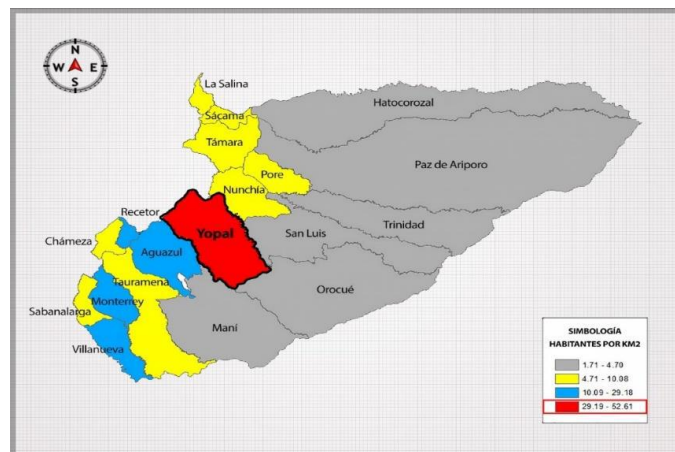 N
W E
S
La Salina
Hatocorozal
Sácama
Támara
Paz de Ariporo
Pore
Nunchía
Recetor
Trinidad
Yopal
San Luis
Chámeza
Aguazul
Tauramena
Orocué
Monterrey
Sabanalarga
Maní
Villanueva
SIMBOLOGÍA
HABITANTES POR KM2
1.71 - 4.70
4.71 - 10.08
10.09 - 29.18
29.19 - 52.61